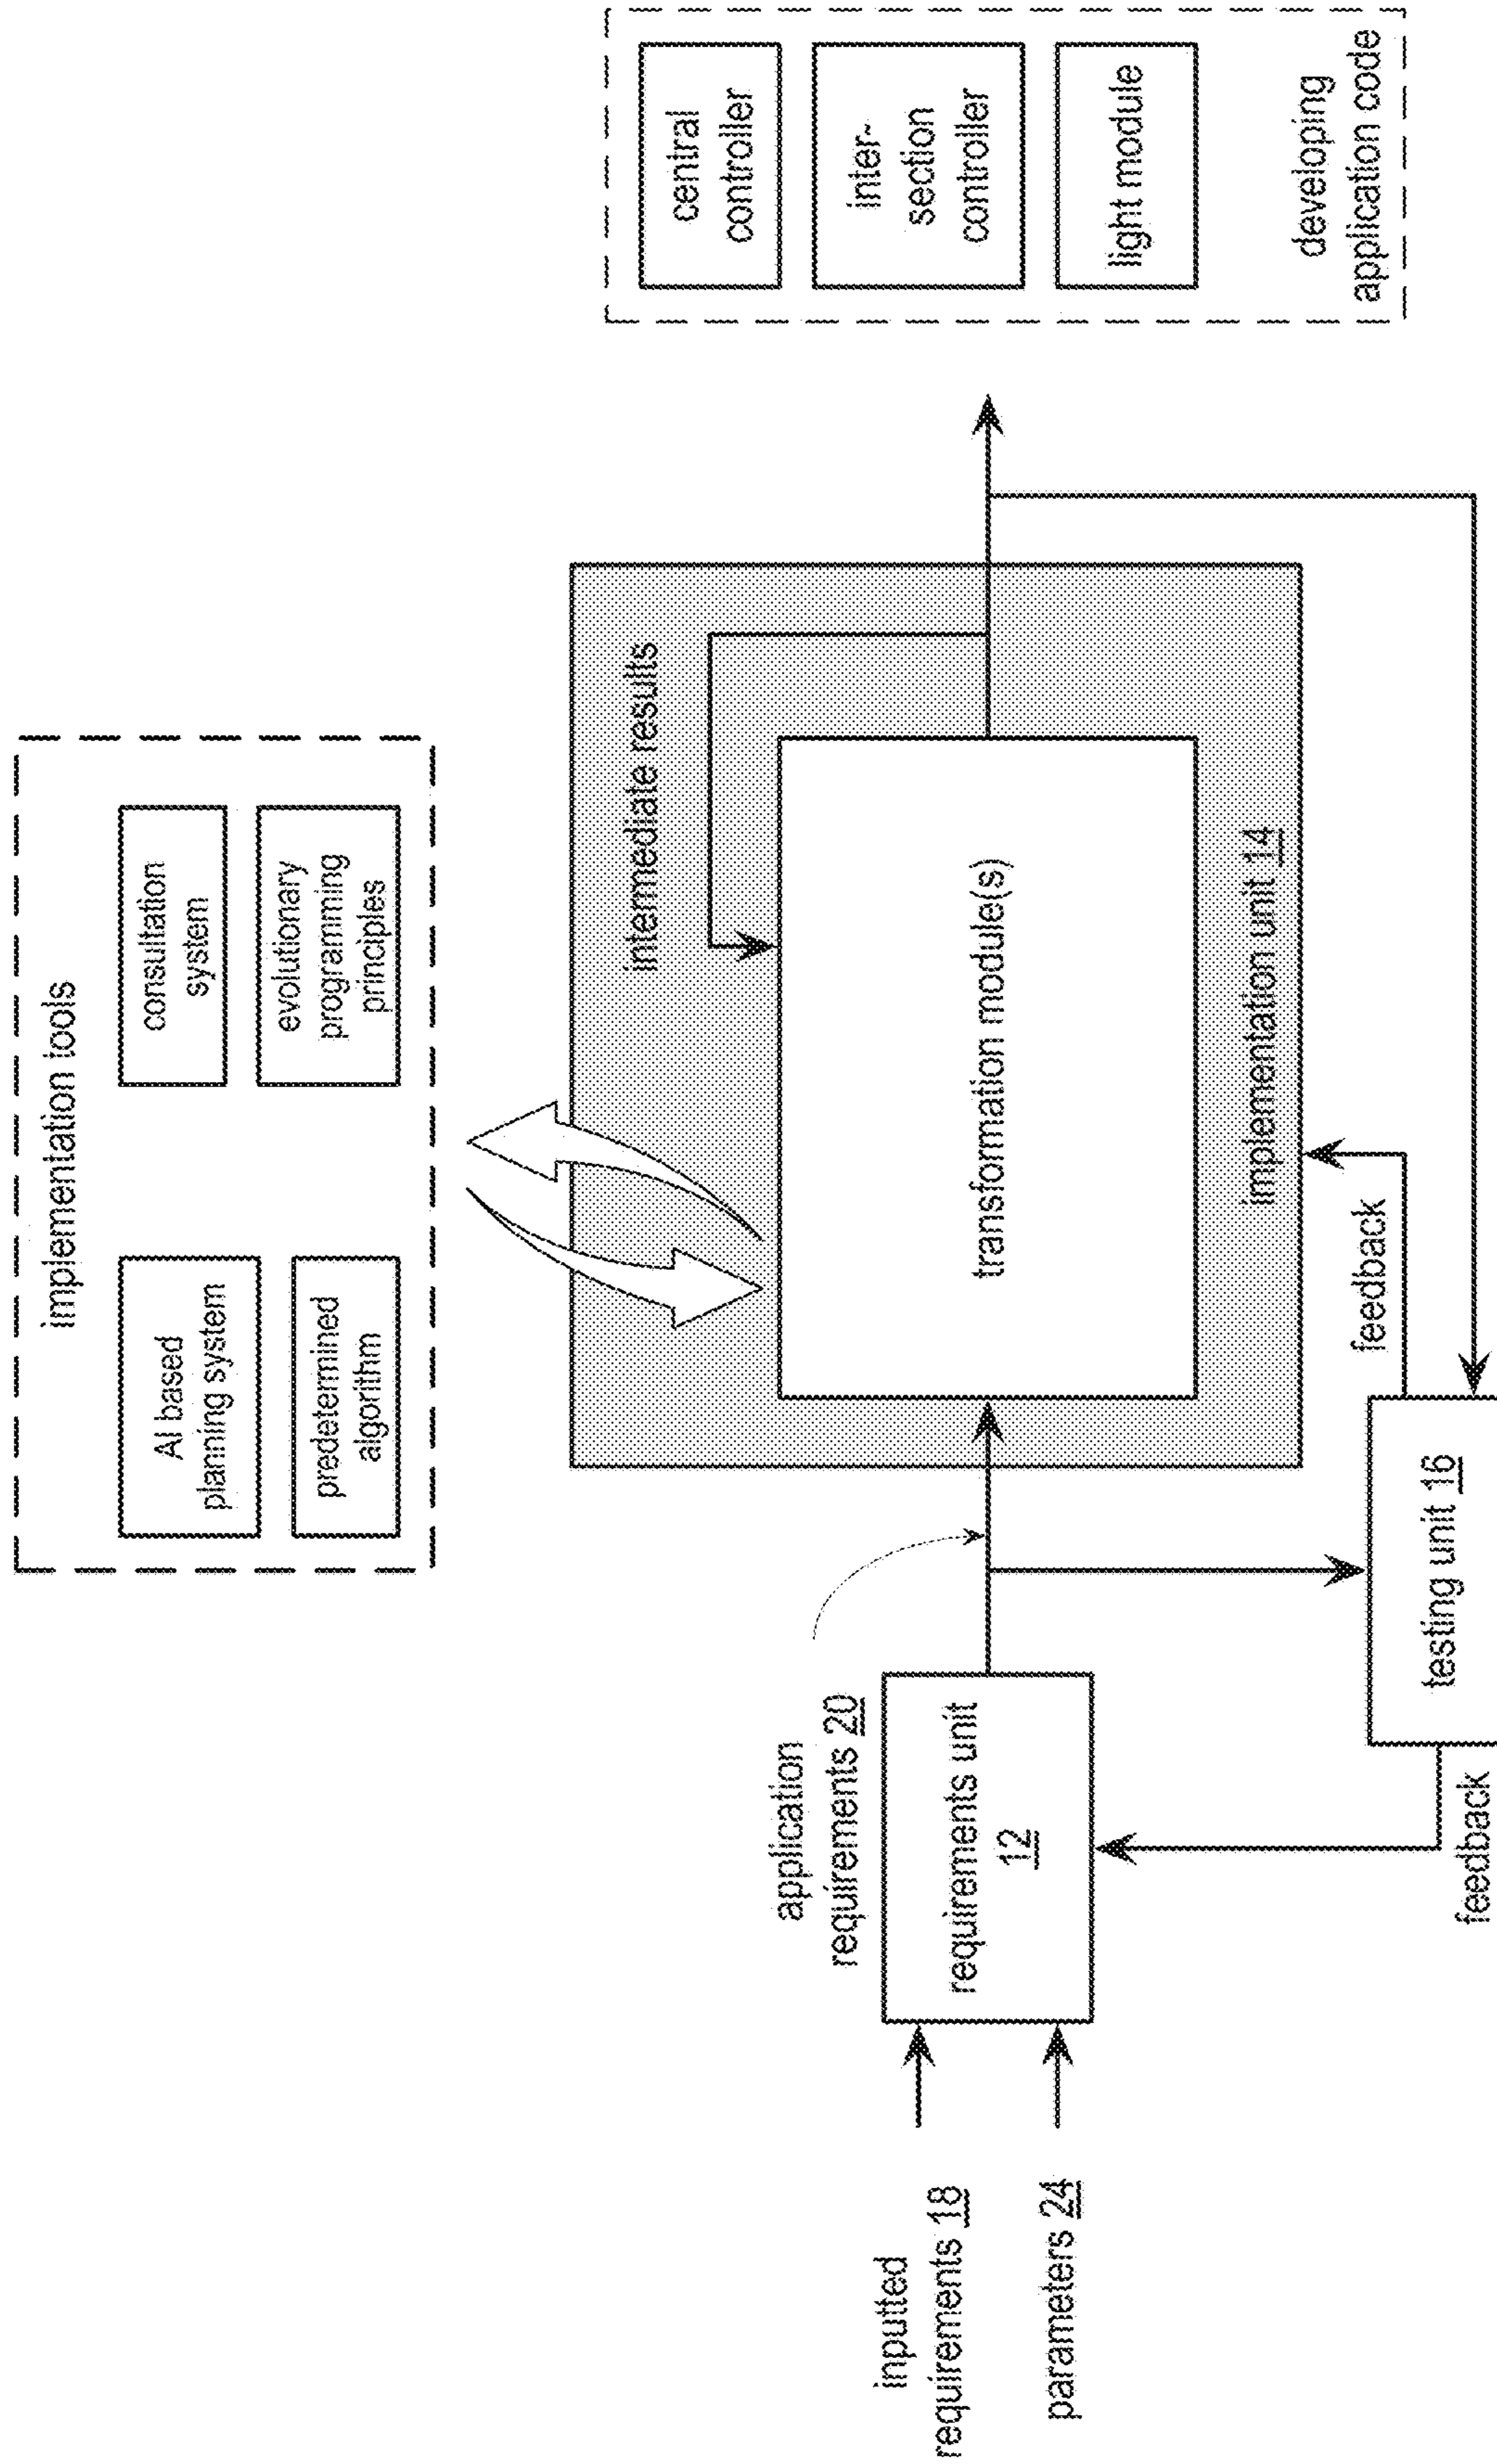 implementation tools
AI based
planning system
predetermined
algorithm
consultation
system
evolutionary
programming
principles
inputted
requirements 18
parameters 24
requirements unit
12
application
requirements 20
intermediate results
transformation module(s)
implementation unit 14
feedback
testing unit 16
feedback
central
controller
inter~
section
controller
light module
developing
application code